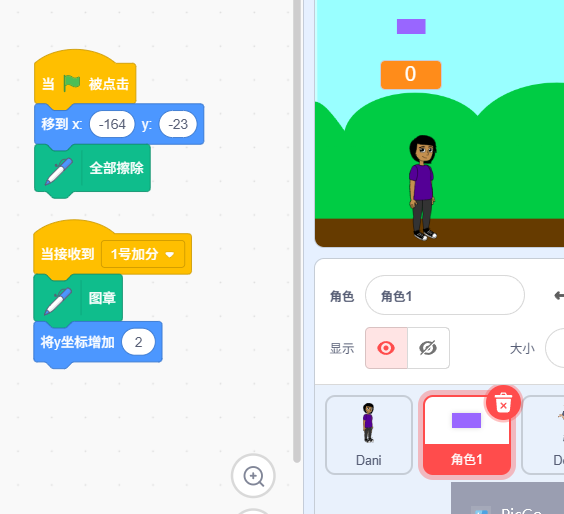 当 被点击
移到 x: -164 y: -23
全部擦除
当接收到 1号加分
图章
将y坐标增加 2
0
角色 角色1
显示 大小
Dani
角色1